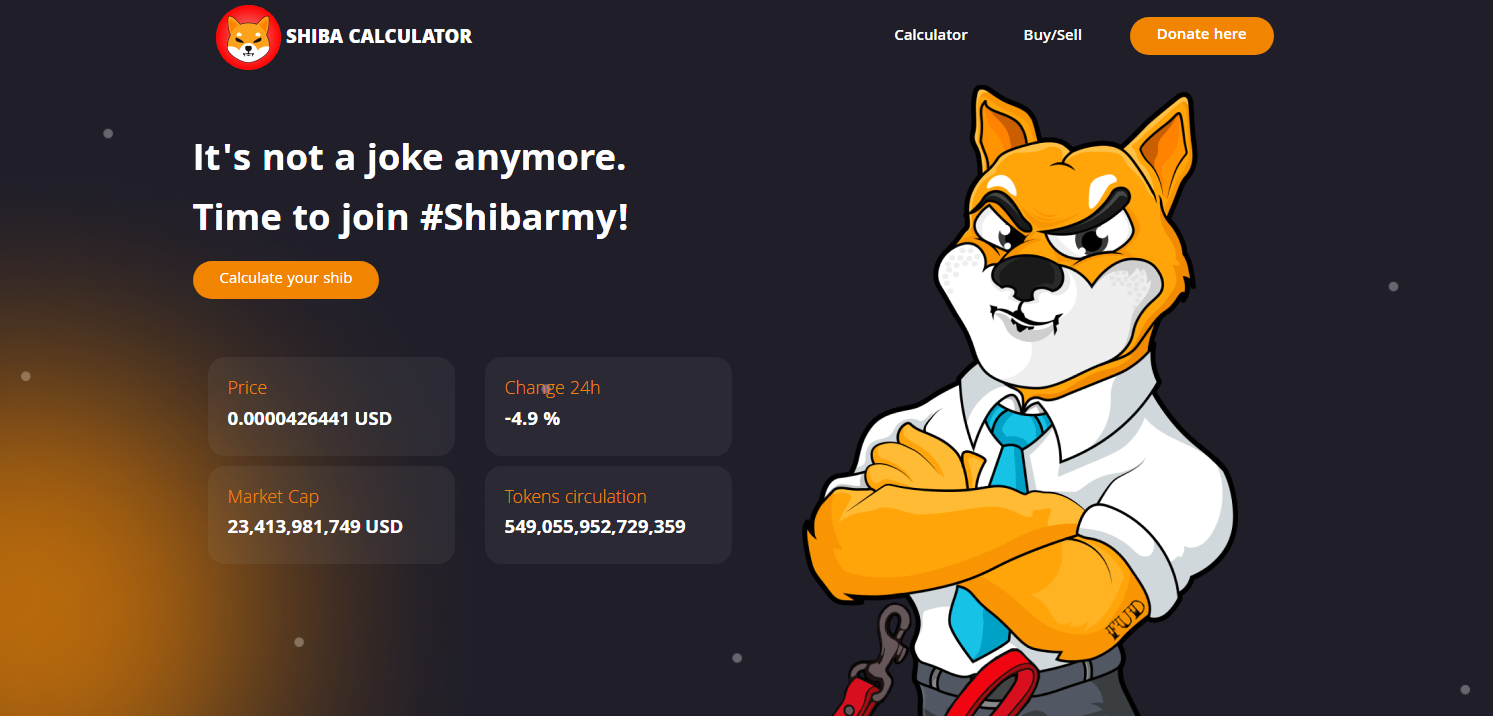 SHIBA CALCULATOR
Calculator
Buy/Sell
Donate here
It's not a joke anymore.
Time to join #Shibarmy!
Calculate your shib
Price
0.0000426441 USD
Change 24h
-4.9 %
Market Cap
23,413,981,749 USD
Tokens circulation
549,055,952,729,359
FUD